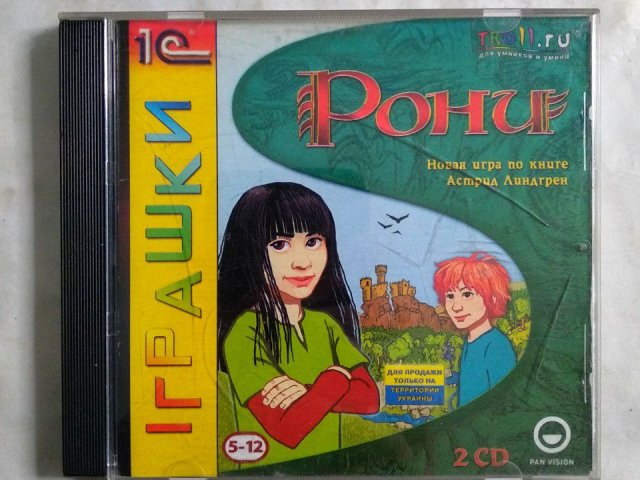 1С
ІГРАШКИ
TROLL.ru
для умников и умниц
Рони
Новая игра по книге
Астрид Линдгрен
ДЛЯ ПРОДАЖИ
ТОЛЬКО НА
ТЕРРИТОРИИ
УКРАИНЫ
5-12
2 CD
PAN VISION